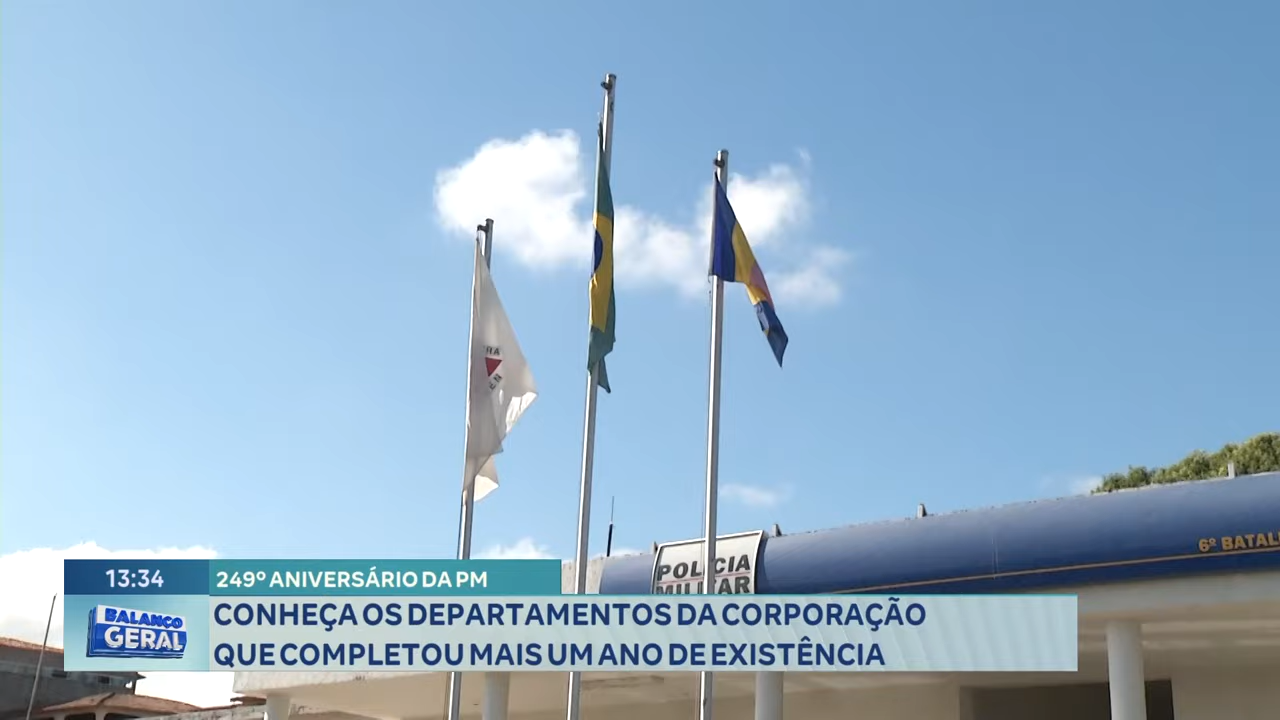 POLÍCIA
MILITAR
6º BATAL
13:34
249º ANIVERSÁRIO DA PM
BALANÇO
GERAL
CONHEÇA OS DEPARTAMENTOS DA CORPORAÇÃO
QUE COMPLETOU MAIS UM ANO DE EXISTÊNCIA